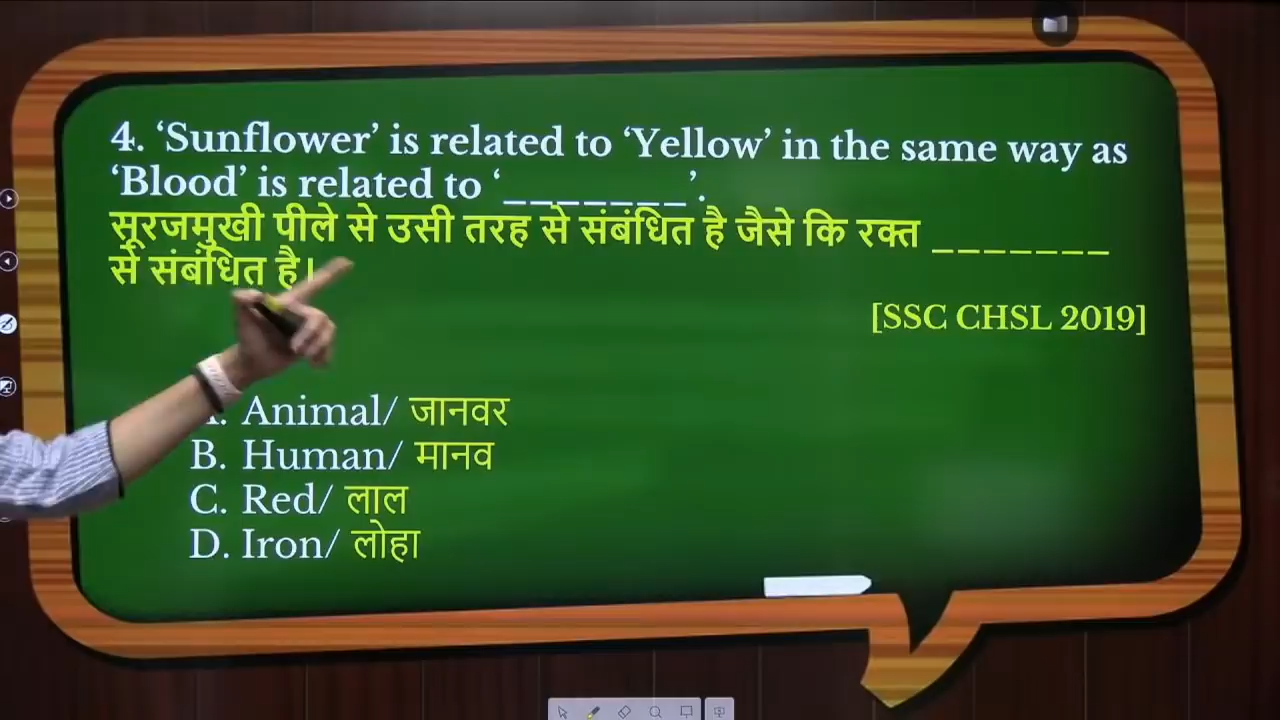 4. ‘Sunflower’ is related to ‘Yellow’ in the same way as
‘Blood’ is related to ‘_______’.
सूरजमुखी पीले से उसी तरह से संबंधित है जैसे कि रक्त _______
से संबंधित है।
[SSC CHSL 2019]
Animal/ जानवर
B. Human/ मानव
C. Red/ लाल
D. Iron/ लोहा